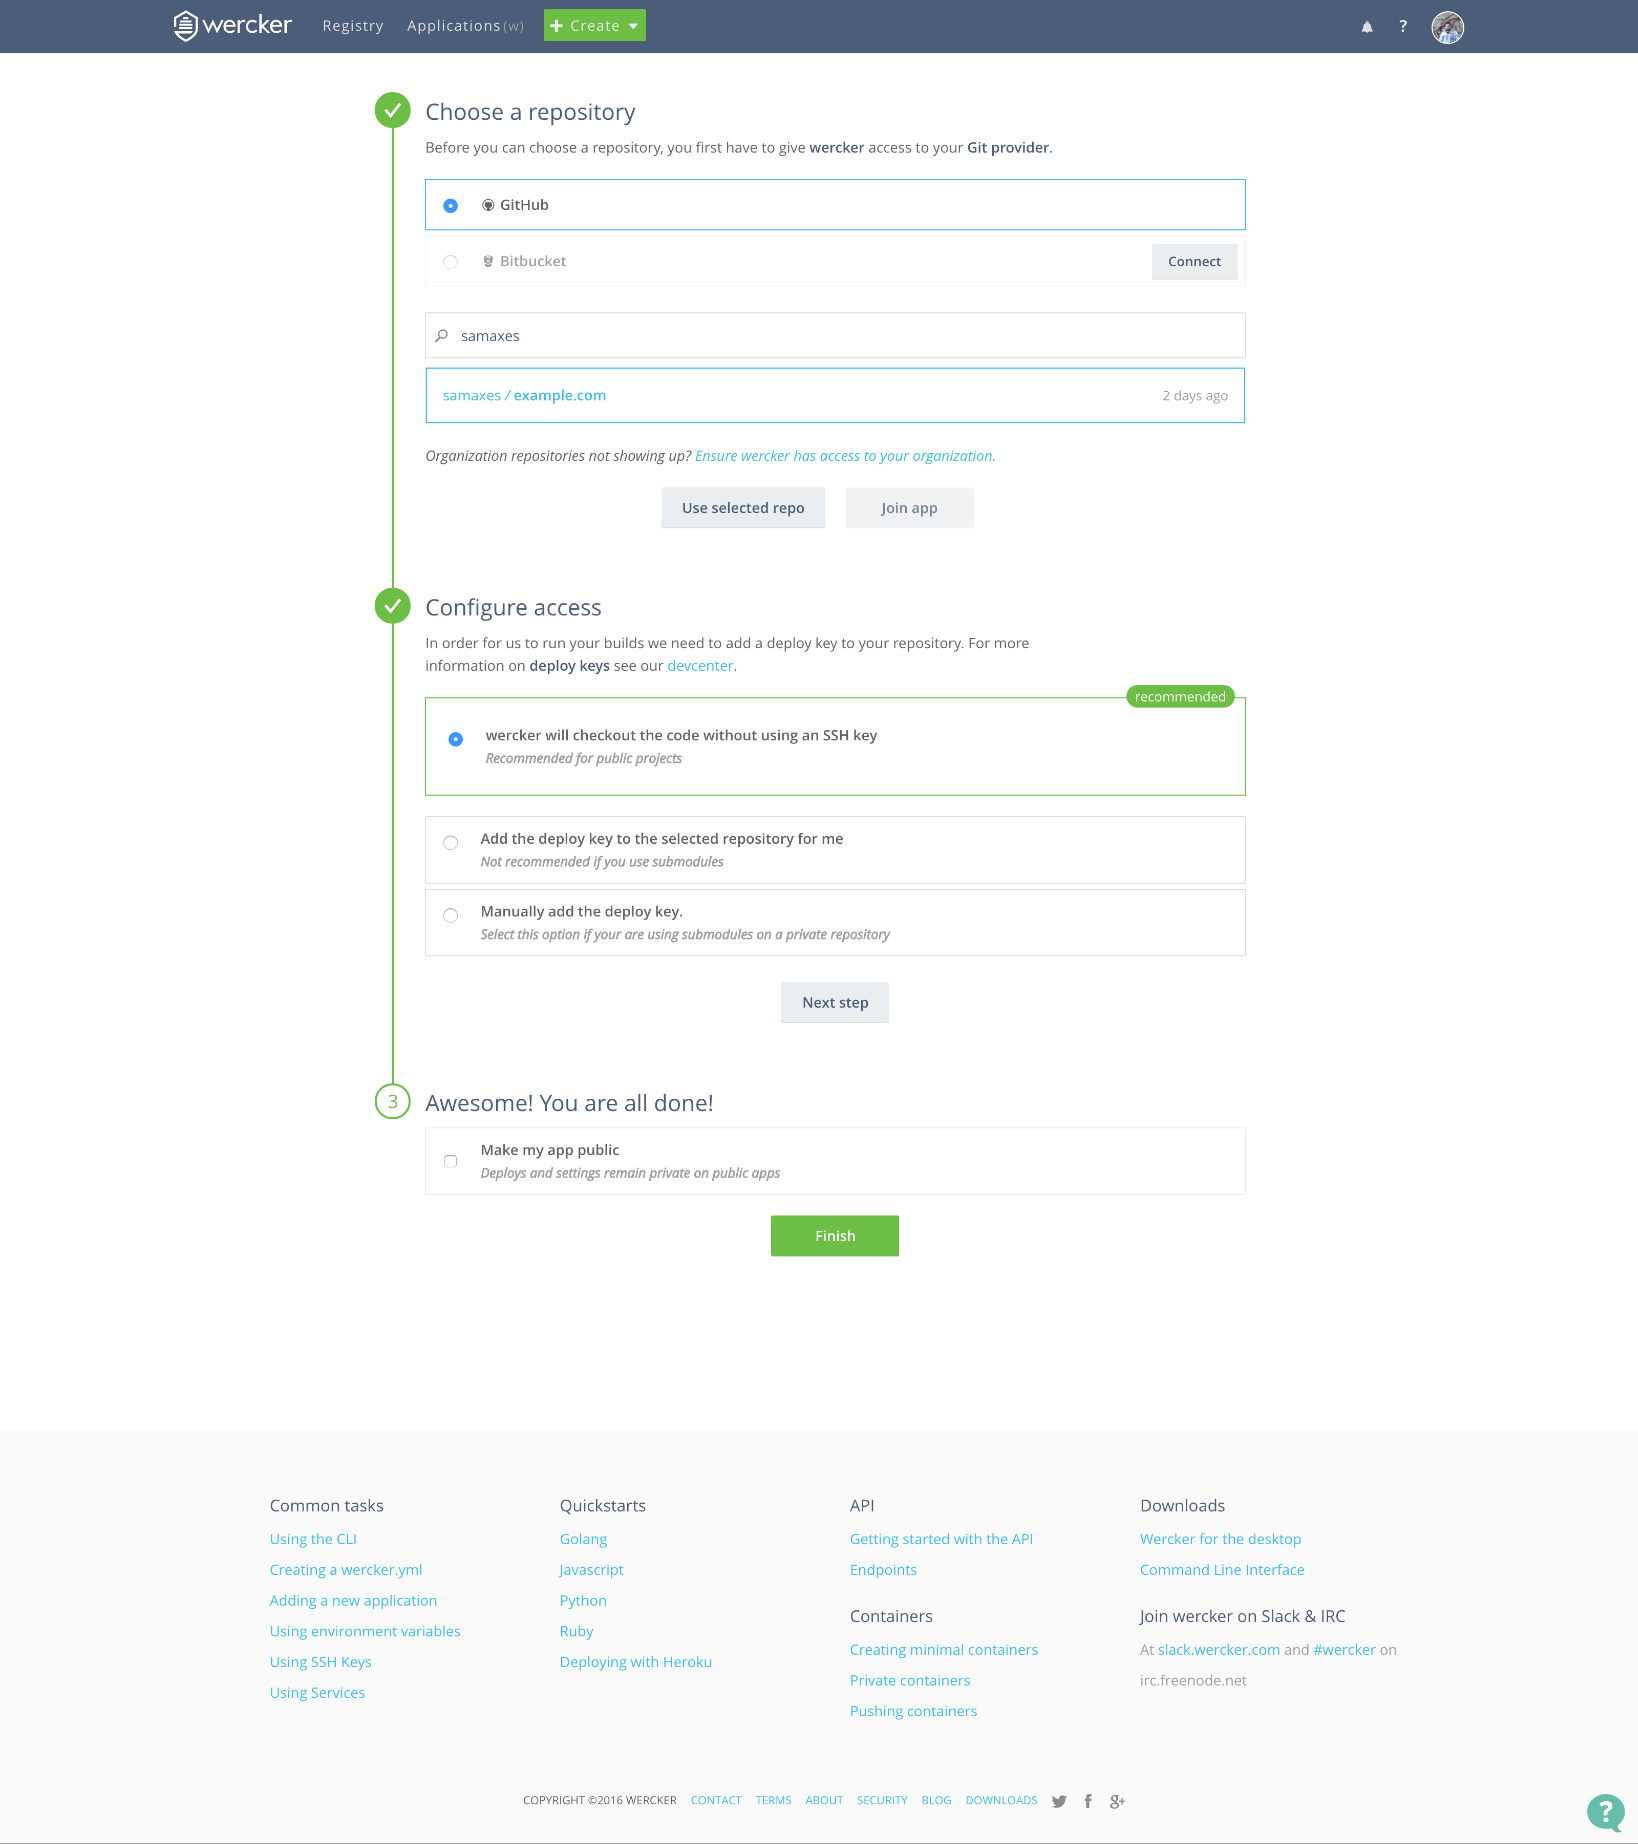 wercker Registry Applications (w) + Create ?
Choose a repository
Before you can choose a repository, you first have to give wercker access to your Git provider.
GitHub
Bitbucket Connect
samaxes
samaxes / example.com 2 days ago
Organization repositories not showing up? Ensure wercker has access to your organization.
Use selected repo Join app
Configure access
In order for us to run your builds we need to add a deploy key to your repository. For more
information on deploy keys see our devcenter.
recommended
wercker will checkout the code without using an SSH key
Recommended for public projects
Add the deploy key to the selected repository for me
Not recommended if you use submodules
Manually add the deploy key.
Select this option if your are using submodules on a private repository
Next step
3 Awesome! You are all done!
Make my app public
Deploys and settings remain private on public apps
Finish
Common tasks
Using the CLI
Creating a wercker.yml
Adding a new application
Using environment variables
Using SSH Keys
Using Services
Quickstarts
Golang
Javascript
Python
Ruby
Deploying with Heroku
API
Getting started with the API
Endpoints
Containers
Creating minimal containers
Private containers
Pushing containers
Downloads
Wercker for the desktop
Command Line Interface
Join wercker on Slack & IRC
At slack.wercker.com and #wercker on
irc.freenode.net
COPYRIGHT ©2016 WERCKER CONTACT TERMS ABOUT SECURITY BLOG DOWNLOADS
?